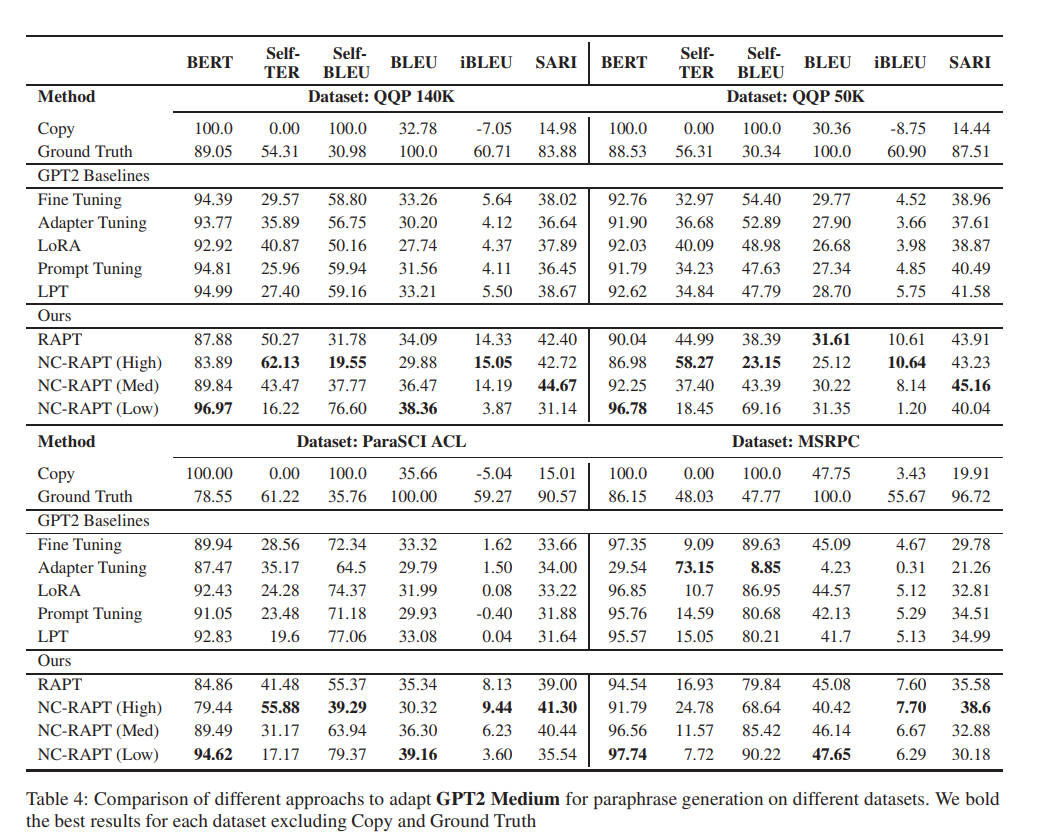 BERT Self-TER Self-BLEU BLEU iBLEU SARI BERT Self-TER Self-BLEU BLEU iBLEU SARI
Method Dataset: QQP 140K Dataset: QQP 50K
Copy 100.0 0.00 100.0 32.78 -7.05 14.98 100.0 0.00 100.0 30.36 -8.75 14.44
Ground Truth 89.05 54.31 30.98 100.0 60.71 83.88 88.53 56.31 30.34 100.0 60.90 87.51
GPT2 Baselines
Fine Tuning 94.39 29.57 58.80 33.26 5.64 38.02 92.76 32.97 54.40 29.77 4.52 38.96
Adapter Tuning 93.77 35.89 56.75 30.20 4.12 36.64 91.90 36.68 52.89 27.90 3.66 37.61
LoRA 92.92 40.87 50.16 27.74 4.37 37.89 92.03 40.09 48.98 26.68 3.98 38.87
Prompt Tuning 94.81 25.96 59.94 31.56 4.11 36.45 91.79 34.23 47.63 27.34 4.85 40.49
LPT 94.99 27.40 59.16 33.21 5.50 38.67 92.62 34.84 47.79 28.70 5.75 41.58
Ours
RAPT 87.88 50.27 31.78 34.09 14.33 42.40 90.04 44.99 38.39 31.61 10.61 43.91
NC-RAPT (High) 83.89 62.13 19.55 29.88 15.05 42.72 86.98 58.27 23.15 25.12 10.64 43.23
NC-RAPT (Med) 89.84 43.47 37.77 36.47 14.19 44.67 92.25 37.40 43.39 30.22 8.14 45.16
NC-RAPT (Low) 96.97 16.22 76.60 38.36 3.87 31.14 96.78 18.45 69.16 31.35 1.20 40.04
Method Dataset: ParaSCI ACL Dataset: MSRPC
Copy 100.00 0.00 100.0 35.66 -5.04 15.01 100.0 0.00 100.0 47.75 3.43 19.91
Ground Truth 78.55 61.22 35.76 100.00 59.27 90.57 86.15 48.03 47.77 100.0 55.67 96.72
GPT2 Baselines
Fine Tuning 89.94 28.56 72.34 33.32 1.62 33.66 97.35 9.09 89.63 45.09 4.67 29.78
Adapter Tuning 87.47 35.17 64.5 29.79 1.50 34.00 29.54 73.15 8.85 4.23 0.31 21.26
LoRA 92.43 24.28 74.37 31.99 0.08 33.22 96.85 10.7 86.95 44.57 5.12 32.81
Prompt Tuning 91.05 23.48 71.18 29.93 -0.40 31.88 95.76 14.59 80.68 42.13 5.29 34.51
LPT 92.83 19.6 77.06 33.08 0.04 31.64 95.57 15.05 80.21 41.7 5.13 34.99
Ours
RAPT 84.86 41.48 55.37 35.34 8.13 39.00 94.54 16.93 79.84 45.08 7.60 35.58
NC-RAPT (High) 79.44 55.88 39.29 30.32 9.44 41.30 91.79 24.78 68.64 40.42 7.70 38.6
NC-RAPT (Med) 89.49 31.17 63.94 36.30 6.23 40.44 96.56 11.57 85.42 46.14 6.67 32.88
NC-RAPT (Low) 94.62 17.17 79.37 39.16 3.60 35.54 97.74 7.72 90.22 47.65 6.29 30.18
Table 4: Comparison of different approachs to adapt GPT2 Medium for paraphrase generation on different datasets. We bold
the best results for each dataset excluding Copy and Ground Truth